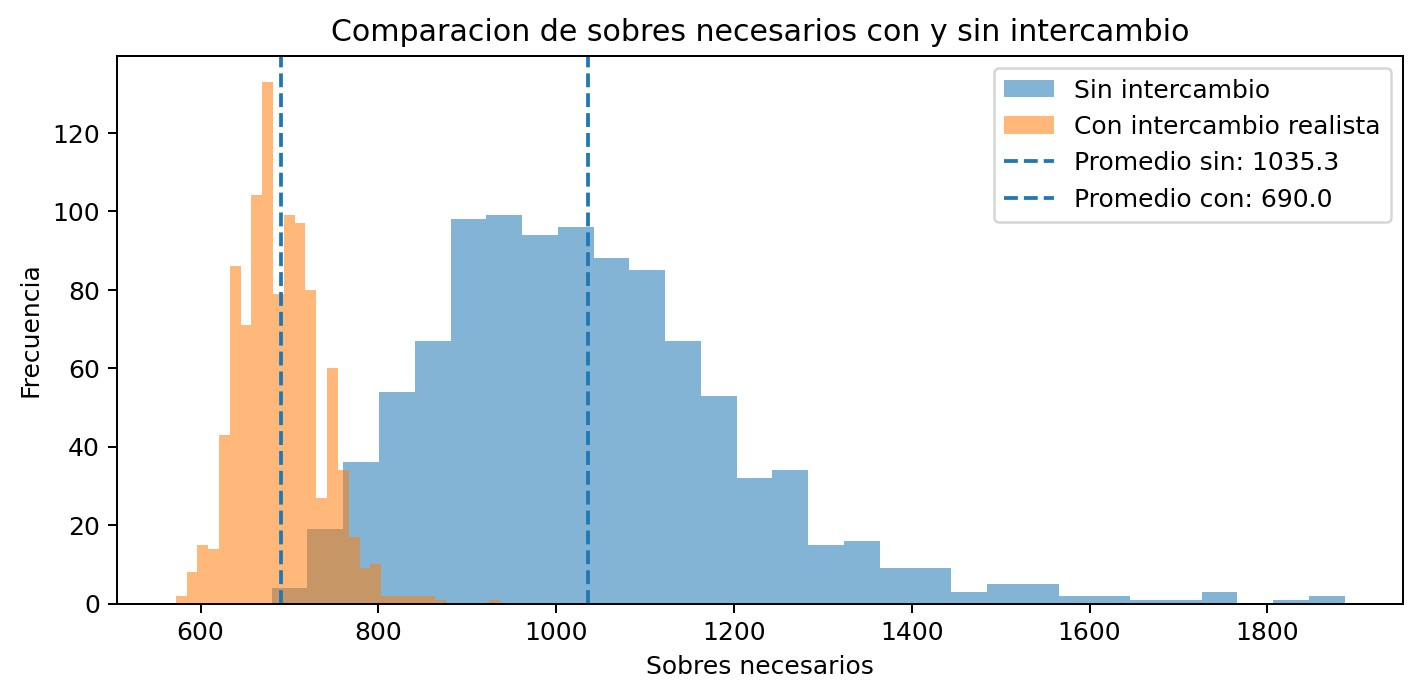 Comparacion de sobres necesarios con y sin intercambio
Sin intercambio
Con intercambio realista
Promedio sin: 1035.3
Promedio con: 690.0
Frecuencia
120
100
80
60
40
20
0
600 800 1000 1200 1400 1600 1800
Sobres necesarios